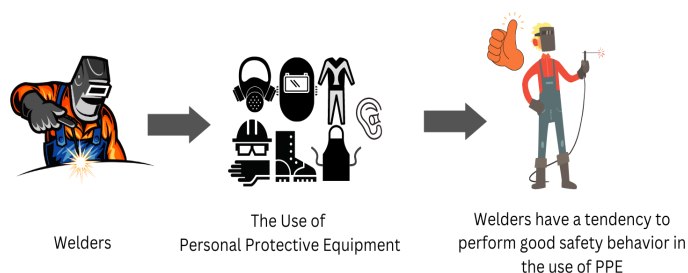 Welders
The Use of
Personal Protective Equipment
Welders have a tendency to
perform good safety behavior in
the use of PPE